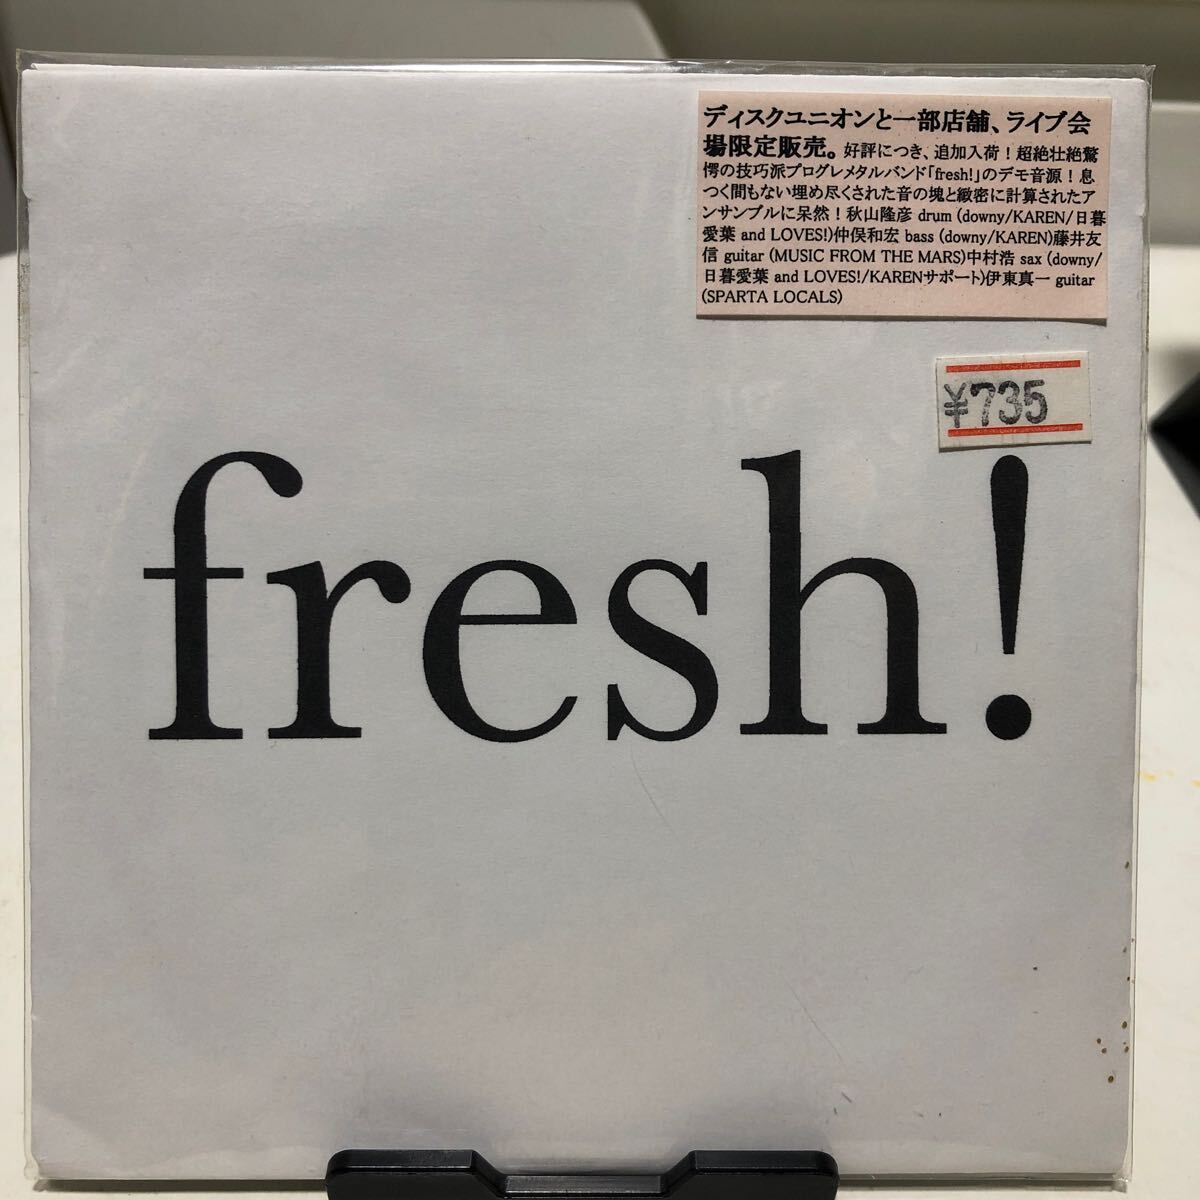 ディスクユニオンと一部店舗、ライブ会
場限定販売。好評につき、追加入荷！超絶壮絶驚
愕の技巧派プログレメタルバンド「fresh!」のデモ音源！息
つく間もない埋め尽くされた音の塊と緻密に計算されたア
ンサンブルに呆然！秋山隆彦 drum (downy/KAREN/日暮
愛葉 and LOVES!)仲俣和宏 bass (downy/KAREN)藤井友
信 guitar (MUSIC FROM THE MARS)中村浩 sax (downy/
日暮愛葉 and LOVES!/KARENサポート)伊東真一 guitar
(SPARTA LOCALS)
¥735
fresh!